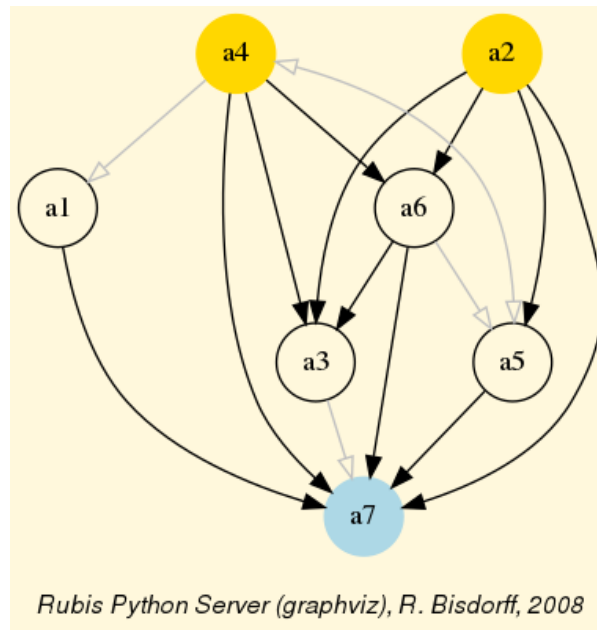 a4 a2
a1 a6
a3 a5
a7
Rubis Python Server (graphviz), R. Bisdorff, 2008